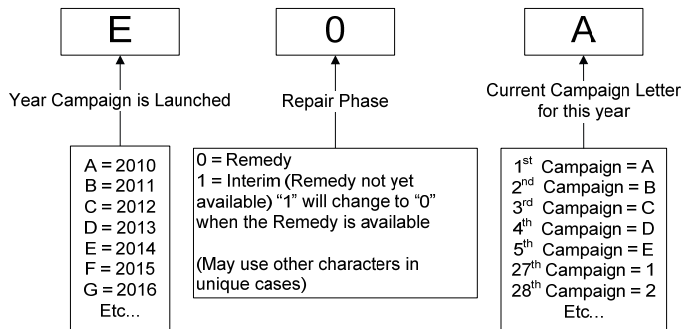 E 0 A
Year Campaign is Launched
Repair Phase
Current Campaign Letter
for this year
A = 2010
B = 2011
C = 2012
D = 2013
E = 2014
F = 2015
G = 2016
Etc...
0 = Remedy
1 = Interim (Remedy not yet
available) “1” will change to “0”
when the Remedy is available
(May use other characters in
unique cases)
1st Campaign = A
2nd Campaign = B
3rd Campaign = C
4th Campaign = D
5th Campaign = E
27th Campaign = 1
28th Campaign = 2
Etc...